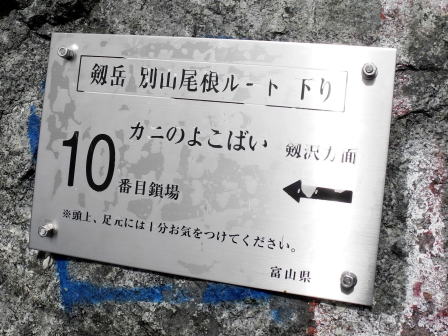 剱岳 別山尾根ルート 下り
カニのよこばい 剱沢方面
10番目鎖場
※頭上、足元には十分お気をつけてください。
富山県